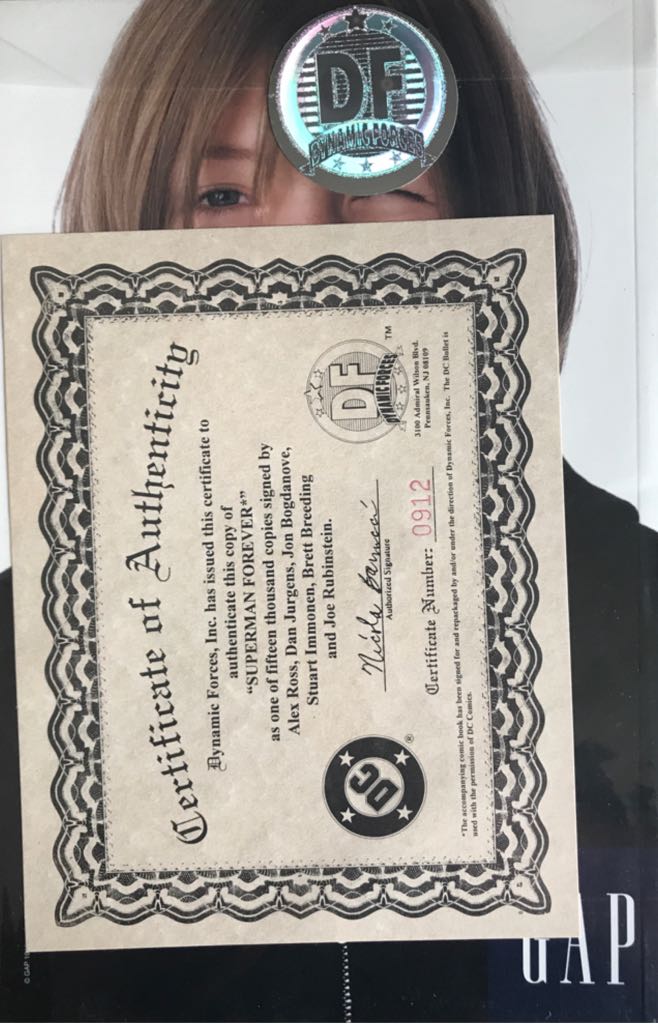 DF
DYNAMIC FORCES
Certificate of Authenticity
Dynamic Forces, Inc. has issued this certificate to
authenticate this copy of
“SUPERMAN FOREVER*”
as one of fifteen thousand copies signed by
Alex Ross, Dan Jurgens, Jon Bogdanove,
Stuart Immonen, Brett Breeding
and Joe Rubinstein.
DC
®
Authorized Signature
Certificate Number: 0912
DF
DYNAMIC FORCES
TM
3100 Admiral Wilson Blvd.
Pennsauken, NJ 08109
*The accompanying comic book has been signed for and repackaged by and/or under the direction of Dynamic Forces, Inc. The DC Bullet is
used with the permission of DC Comics.
© GAP
GAP